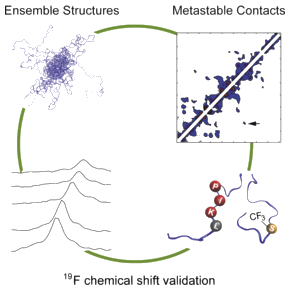 Ensemble Structures
Metastable Contacts
P
I
K
E
CF₃
S
¹⁹F chemical shift validation